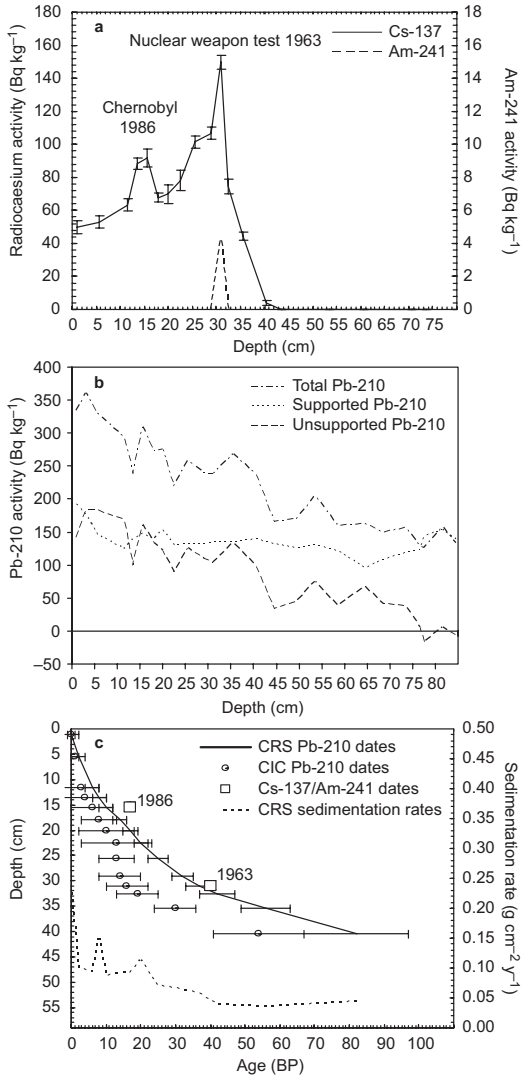 a
Nuclear weapon test 1963
Cs-137
Am-241
Chernobyl
1986
Radiocaesium activity (Bq kg–1)
180
160
140
120
100
80
60
40
20
0
Am-241 activity
(Bq kg–1)
18
16
14
12
10
8
6
4
2
0
0 5 10 15 20 25 30 35 40 45 50 55 60 65 70 75
Depth (cm)
b
Total Pb-210
Supported Pb-210
Unsupported Pb-210
Pb-210 activity (Bq kg–1)
400
350
300
250
200
150
100
50
0
–50
0 5 10 15 20 25 30 35 40 45 50 55 60 65 70 75 80
Depth (cm)
c
CRS Pb-210 dates
CIC Pb-210 dates
Cs-137/Am-241 dates
CRS sedimentation rates
1986
1963
Depth (cm)
0
5
10
15
20
25
30
35
40
45
50
55
Sedimentation rate (g cm–2 y–1)
0.50
0.45
0.40
0.35
0.30
0.25
0.20
0.15
0.10
0.05
0.00
0 10 20 30 40 50 60 70 80 90 100
Age (BP)